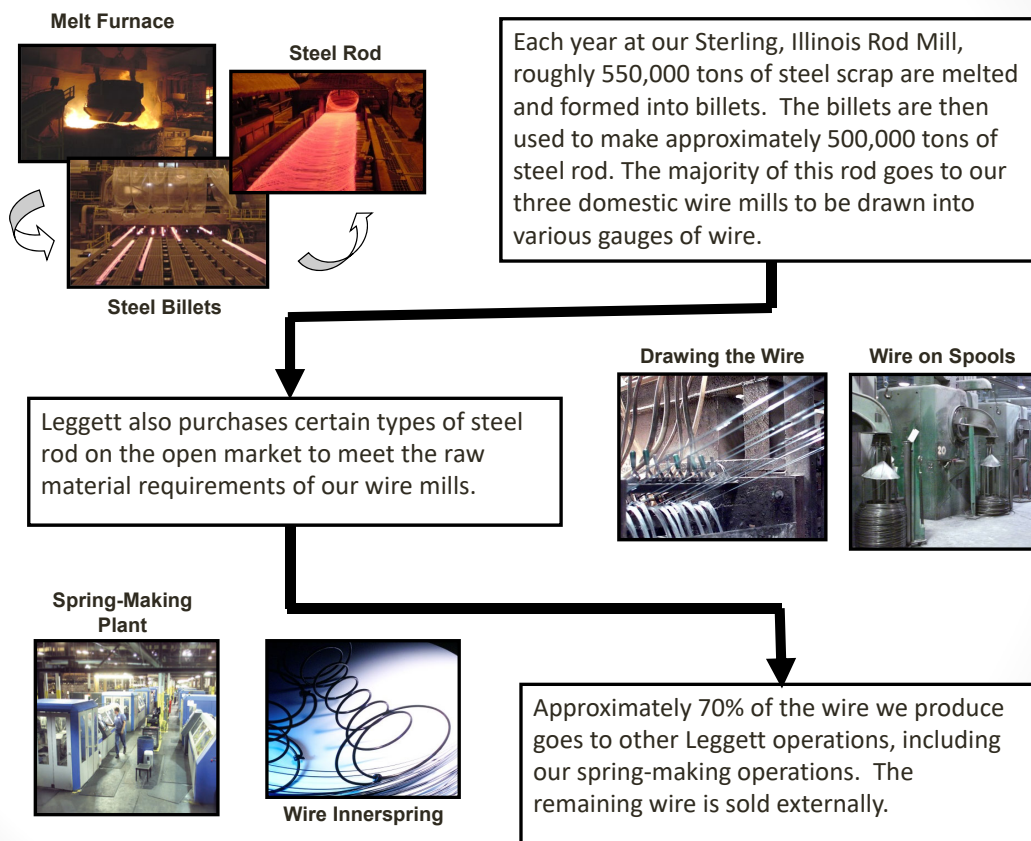 Melt Furnace
Steel Rod
Steel Billets
Each year at our Sterling, Illinois Rod Mill,
roughly 550,000 tons of steel scrap are melted
and formed into billets.  The billets are then
used to make approximately 500,000 tons of
steel rod. The majority of this rod goes to our
three domestic wire mills to be drawn into
various gauges of wire.
Drawing the Wire
Wire on Spools
20
Leggett also purchases certain types of steel
rod on the open market to meet the raw
material requirements of our wire mills.
Spring-Making
Plant
Wire Innerspring
Approximately 70% of the wire we produce
goes to other Leggett operations, including
our spring-making operations.  The
remaining wire is sold externally.